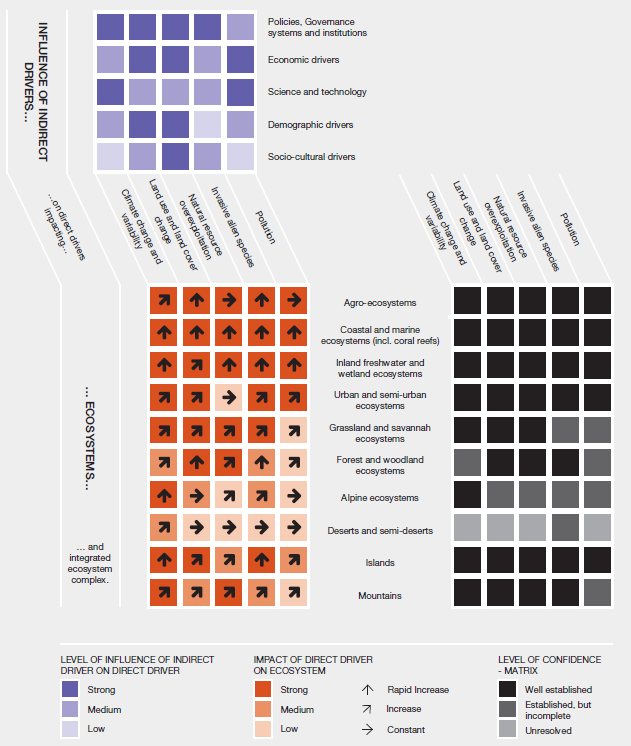 INFLUENCE OF INDIRECT
DRIVERS...
Policies, Governance
systems and institutions
Economic drivers
Science and technology
Demographic drivers
Socio-cultural drivers
...on direct drivers
impacting...
Climate change and
variability
Land use and land cover
change
Natural resource
overexploitation
Invasive alien species
Pollution
Climate change and
variability
Land use and land cover
change
Natural resource
overexploitation
Invasive alien species
Pollution
... ECOSYSTEMS...
... and
integrated
ecosystem
complex.
Agro-ecosystems
Coastal and marine
ecosystems (incl. coral reefs)
Inland freshwater and
wetland ecosystems
Urban and semi-urban
ecosystems
Grassland and savannah
ecosystems
Forest and woodland
ecosystems
Alpine ecosystems
Deserts and semi-deserts
Islands
Mountains
LEVEL OF INFLUENCE OF INDIRECT
DRIVER ON DIRECT DRIVER
Strong
Medium
Low
IMPACT OF DIRECT DRIVER
ON ECOSYSTEM
Strong
Medium
Low
Rapid Increase
Increase
Constant
LEVEL OF CONFIDENCE
- MATRIX
Well established
Established, but
incomplete
Unresolved